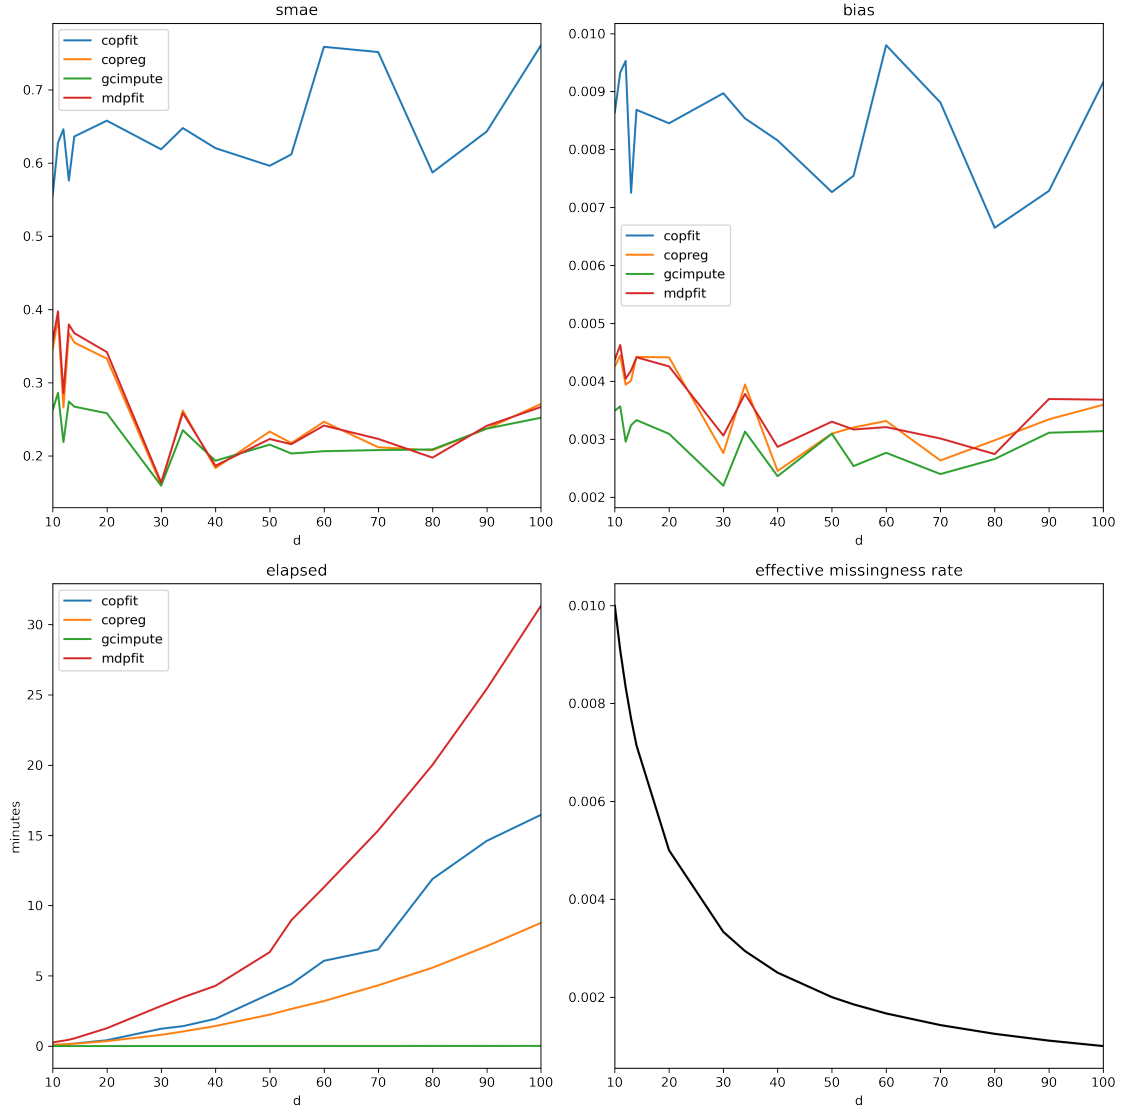 smae
copfit
copreg
gcimpute
mdpfit
0.7
0.6
0.5
0.4
0.3
0.2
10 20 30 40 50 60 70 80 90 100
d
bias
0.010
0.009
0.008
0.007
copfit
copreg
gcimpute
mdpfit
0.006
0.005
0.004
0.003
0.002
10 20 30 40 50 60 70 80 90 100
d
elapsed
copfit
copreg
gcimpute
mdpfit
30
25
20
15
10
5
0
minutes
10 20 30 40 50 60 70 80 90 100
d
effective missingness rate
0.010
0.008
0.006
0.004
0.002
10 20 30 40 50 60 70 80 90 100
d